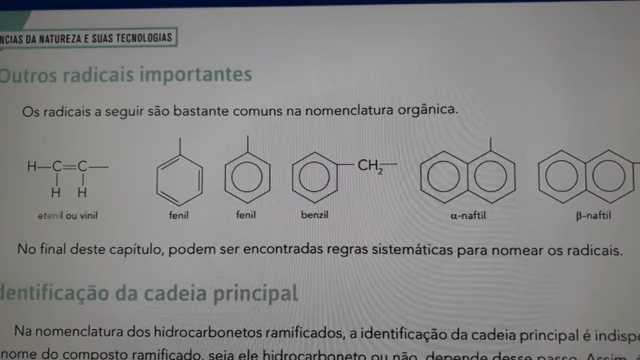 NCIAS DA NATUREZA E SUAS TECNOLOGIAS
Outros radicais importantes
Os radicais a seguir são bastante comuns na nomenclatura orgânica.
H—C=C—
H H
CH2—
etenil ou vinil fenil fenil benzil α-naftil β-naftil
No final deste capítulo, podem ser encontradas regras sistemáticas para nomear os radicais.
dentificação da cadeia principal
Na nomenclatura dos hidrocarbonetos ramificados, a identificação da cadeia principal é indisp
nome do composto ramificado, seja ele hidrocarboneto ou não, depende desse passo. Assim,